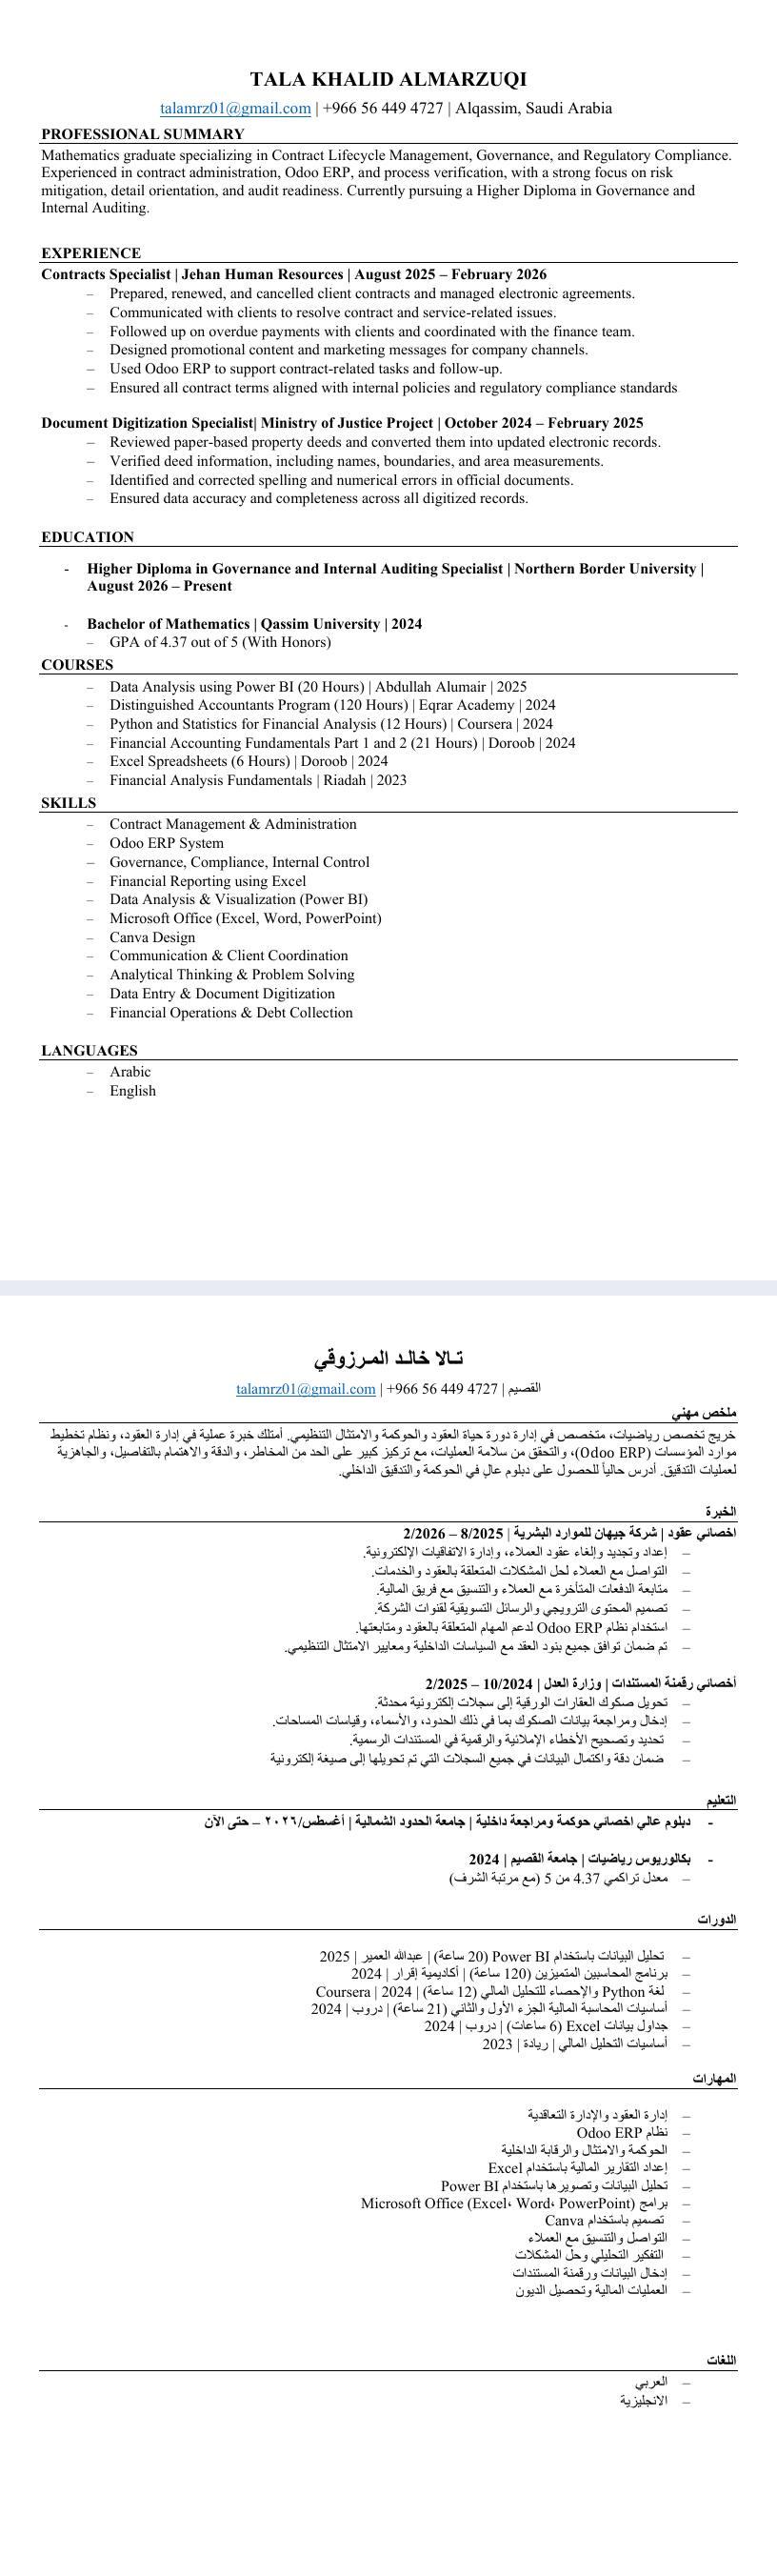 TALA KHALID ALMARZUQI
talamrz01@gmail.com | +966 56 449 4727 | Alqassim, Saudi Arabia
PROFESSIONAL SUMMARY
Mathematics graduate specializing in Contract Lifecycle Management, Governance, and Regulatory Compliance.
Experienced in contract administration, Odoo ERP, and process verification, with a strong focus on risk
mitigation, detail orientation, and audit readiness. Currently pursuing a Higher Diploma in Governance and
Internal Auditing.
EXPERIENCE
Contracts Specialist | Jehan Human Resources | August 2025 – February 2026
– Prepared, renewed, and cancelled client contracts and managed electronic agreements.
– Communicated with clients to resolve contract and service-related issues.
– Followed up on overdue payments with clients and coordinated with the finance team.
– Designed promotional content and marketing messages for company channels.
– Used Odoo ERP to support contract-related tasks and follow-up.
– Ensured all contract terms aligned with internal policies and regulatory compliance standards
Document Digitization Specialist| Ministry of Justice Project | October 2024 – February 2025
– Reviewed paper-based property deeds and converted them into updated electronic records.
– Verified deed information, including names, boundaries, and area measurements.
– Identified and corrected spelling and numerical errors in official documents.
– Ensured data accuracy and completeness across all digitized records.
EDUCATION
- Higher Diploma in Governance and Internal Auditing Specialist | Northern Border University |
August 2026 – Present
- Bachelor of Mathematics | Qassim University | 2024
– GPA of 4.37 out of 5 (With Honors)
COURSES
– Data Analysis using Power BI (20 Hours) | Abdullah Alumair | 2025
– Distinguished Accountants Program (120 Hours) | Eqrar Academy | 2024
– Python and Statistics for Financial Analysis (12 Hours) | Coursera | 2024
– Financial Accounting Fundamentals Part 1 and 2 (21 Hours) | Doroob | 2024
– Excel Spreadsheets (6 Hours) | Doroob | 2024
– Financial Analysis Fundamentals | Riadah | 2023
SKILLS
– Contract Management & Administration
– Odoo ERP System
– Governance, Compliance, Internal Control
– Financial Reporting using Excel
– Data Analysis & Visualization (Power BI)
– Microsoft Office (Excel, Word, PowerPoint)
– Canva Design
– Communication & Client Coordination
– Analytical Thinking & Problem Solving
– Data Entry & Document Digitization
– Financial Operations & Debt Collection
LANGUAGES
– Arabic
– English
تـالا خالـد المـرزوقي
القصيم | talamrz01@gmail.com | +966 56 449 4727
ملخص مهني
خريج تخصص رياضيات، متخصص في إدارة دورة حياة العقود والحوكمة والامتثال التنظيمي. أمتلك خبرة عملية في إدارة العقود، ونظام تخطيط
موارد المؤسسات (Odoo ERP)، والتحقق من سلامة العمليات، مع تركيز كبير على الحد من المخاطر، والدقة والاهتمام بالتفاصيل، والجاهزية
لعمليات التدقيق. أدرس حالياً للحصول على دبلوم عالٍ في الحوكمة والتدقيق الداخلي.
الخبرة
اخصائي عقود | شركة جيهان للموارد البشرية | 8/2025 – 2/2026
– إعداد وتجديد وإلغاء عقود العملاء، وإدارة الاتفاقيات الإلكترونية.
– التواصل مع العملاء لحل المشكلات المتعلقة بالعقود والخدمات.
– متابعة الدفعات المتأخرة مع العملاء والتنسيق مع فريق المالية.
– تصميم المحتوى الترويجي والرسائل التسويقية لقنوات الشركة.
– استخدام نظام Odoo ERP لدعم المهام المتعلقة بالعقود ومتابعتها.
– تم ضمان توافق جميع بنود العقد مع السياسات الداخلية ومعايير الامتثال التنظيمي.
أخصائي رقمنة المستندات | وزارة العدل | 10/2024 – 2/2025
– تحويل صكوك العقارات الورقية إلى سجلات إلكترونية محدثة.
– إدخال ومراجعة بيانات الصكوك بما في ذلك الحدود، والأسماء، وقياسات المساحات.
– تحديد وتصحيح الأخطاء الإملائية والرقمية في المستندات الرسمية.
– ضمان دقة واكتمال البيانات في جميع السجلات التي تم تحويلها إلى صيغة إلكترونية
التعليم
- دبلوم عالي اخصائي حوكمة ومراجعة داخلية | جامعة الحدود الشمالية | أغسطس/٢٠٢٦ – حتى الآن
- بكالوريوس رياضيات | جامعة القصيم | 2024
– معدل تراكمي 4.37 من 5 (مع مرتبة الشرف)
الدورات
– تحليل البيانات باستخدام Power BI (20 ساعة) | عبدالله العمير | 2025
– برنامج المحاسبين المتميزين (120 ساعة) | أكاديمية إقرار | 2024
– لغة Python والإحصاء للتحليل المالي (12 ساعة) | Coursera | 2024
– أساسيات المحاسبة المالية الجزء الأول والثاني (21 ساعة) | دروب | 2024
– جداول بيانات Excel (6 ساعات) | دروب | 2024
– أساسيات التحليل المالي | ريادة | 2023
المهارات
– إدارة العقود والإدارة التعاقدية
– نظام Odoo ERP
– الحوكمة والامتثال والرقابة الداخلية
– إعداد التقارير المالية باستخدام Excel
– تحليل البيانات وتصويرها باستخدام Power BI
– برامج Microsoft Office (Excel، Word، PowerPoint)
– تصميم باستخدام Canva
– التواصل والتنسيق مع العملاء
– التفكير التحليلي وحل المشكلات
– إدخال البيانات ورقمنة المستندات
– العمليات المالية وتحصيل الديون
اللغات
– العربي
– الانجليزية